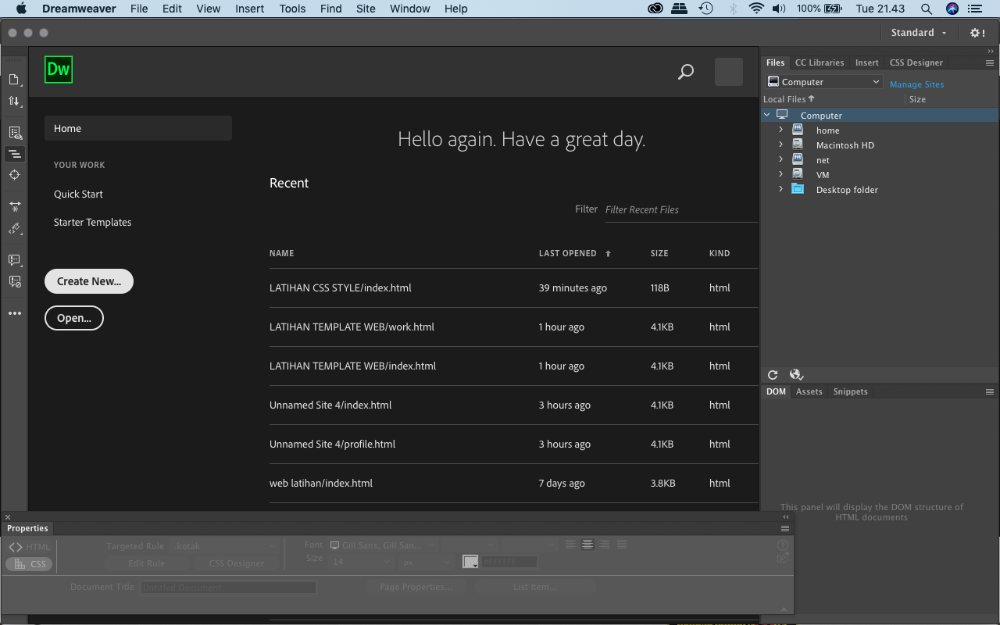 Dreamweaver File Edit View Insert Tools Find Site Window Help 100% Tue 21.43
Standard
Dw
Home
YOUR WORK
Quick Start
Starter Templates
Create New...
Open...
Hello again. Have a great day.
Recent
Filter Filter Recent Files
NAME LAST OPENED SIZE KIND
LATIHAN CSS STYLE/index.html 39 minutes ago 118B html
LATIHAN TEMPLATE WEB/work.html 1 hour ago 4.1KB html
LATIHAN TEMPLATE WEB/index.html 1 hour ago 4.1KB html
Unnamed Site 4/index.html 3 hours ago 4.1KB html
Unnamed Site 4/profile.html 3 hours ago 4.1KB html
web latihan/index.html 7 days ago 3.8KB html
Files CC Libraries Insert CSS Designer
Computer Manage Sites
Local Files Size
Computer
home
Macintosh HD
net
VM
Desktop folder
DOM Assets Snippets
This panel will display the DOM structure of
HTML documents
Properties
HTML Targeted Rule .kotak Font Gill Sans, Gill San...
CSS Edit Rule CSS Designer Size 14 px #FFFFFF
Document Title Untitled Document Page Properties... List Item...